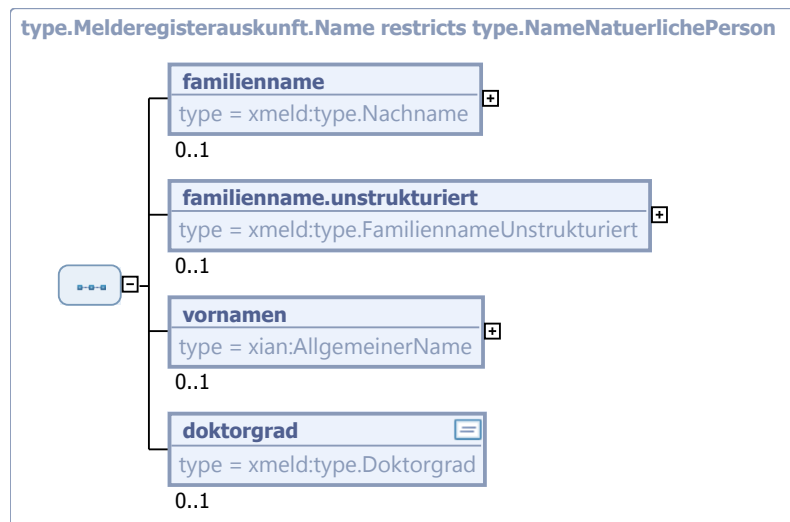 type.Melderegisterauskunft.Name restricts type.NameNatuerlichePerson
familienname
type = xmeld:type.Nachname
0..1
familienname.unstrukturiert
type = xmeld:type.FamiliennameUnstrukturiert
0..1
vornamen
type = xian:AllgemeinerName
0..1
doktorgrad
type = xmeld:type.Doktorgrad
0..1